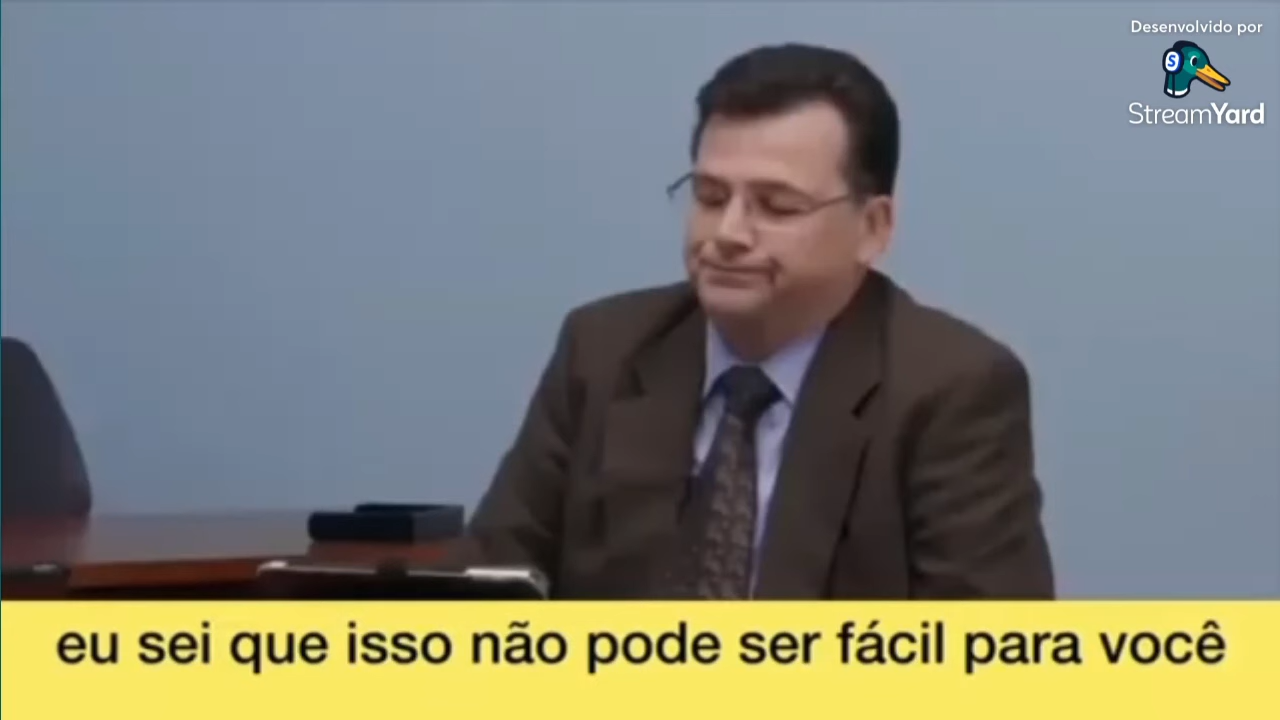 Desenvolvido por
S
StreamYard
eu sei que isso não pode ser fácil para você